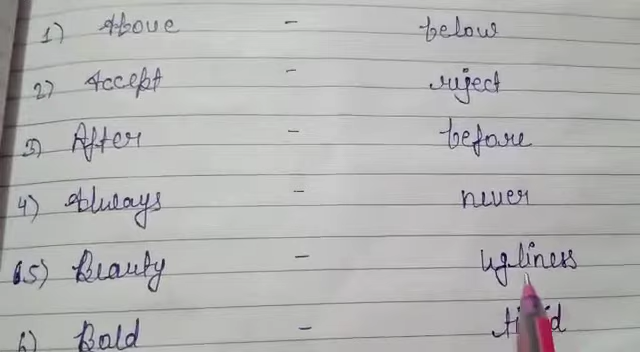 1) Above - below
2) Accept - reject
3) After - before
4) Always - never
5) Beauty - ugliness
6) Bold -